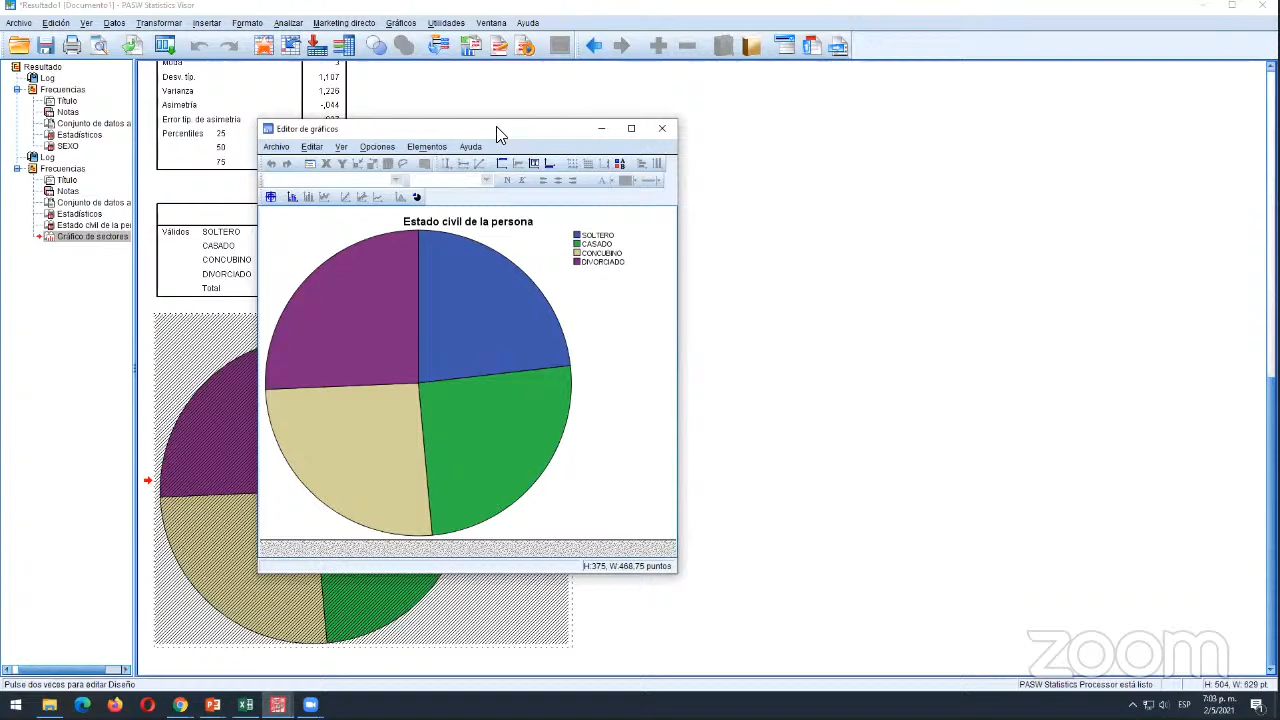 *Resultado1 [Documento1] - PASW Statistics Visor
Archivo Edición Ver Datos Transformar Insertar Formato Analizar Marketing directo Gráficos Utilidades Ventana Ayuda
Resultado
Log
Frecuencias
Título
Notas
Conjunto de datos a
Estadísticos
SEXO
Log
Frecuencias
Título
Notas
Conjunto de datos a
Estadísticos
Estado civil de la pe
Gráfico de sectores
Moda 3
Desv. típ. 1,107
Varianza 1,226
Asimetría -,044
Error típ. de asimetría
Percentiles 25
50
75
Válidos SOLTERO
CASADO
CONCUBINO
DIVORCIADO
Total
Editor de gráficos
Archivo Editar Ver Opciones Elementos Ayuda
Estado civil de la persona
SOLTERO
CASADO
CONCUBINO
DIVORCIADO
H:375, W:468,75 puntos
zoom
Pulse dos veces para editar Diseño
PASW Statistics Processor está listo
H: 504, W: 629 pt.
ESP
7:03 p. m.
2/5/2021